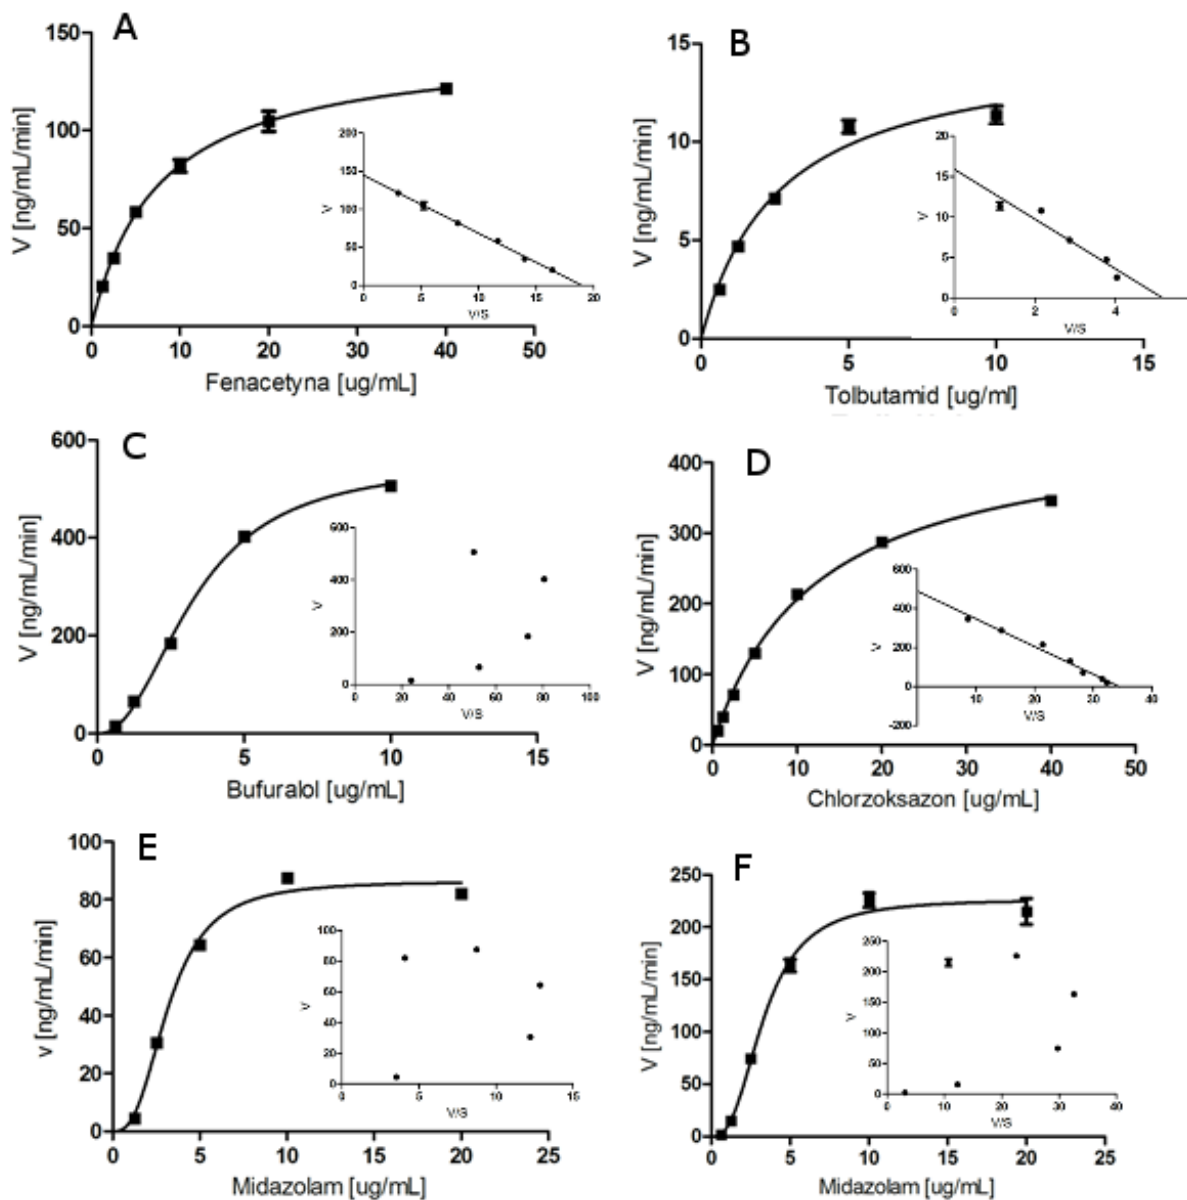 A
150
100
50
0
V [ng/mL/min]
0 10 20 30 40 50
Fenacetyna [ug/mL]
200
150
100
50
0
V
0 5 10 15 20
V/S
B
15
10
5
0
V [ng/mL/min]
0 5 10 15
Tolbutamid [ug/ml]
20
15
10
5
0
V
0 2 4
V/S
C
600
400
200
0
V [ng/mL/min]
0 5 10 15
Bufuralol [ug/mL]
600
400
200
0
V
0 20 40 60 80 100
V/S
D
400
300
200
100
0
V [ng/mL/min]
0 10 20 30 40 50
Chlorzoksazon [ug/mL]
600
400
200
0
-200
V
10 20 30 40
V/S
E
100
80
60
40
20
0
v [ng/mL/min]
0 5 10 15 20 25
Midazolam [ug/mL]
100
80
60
40
20
0
V
0 5 10 15
V/S
F
250
200
150
100
50
0
V [ng/mL/min]
0 5 10 15 20 25
Midazolam [ug/mL]
250
200
150
100
50
0
V
0 10 20 30 40
V/S